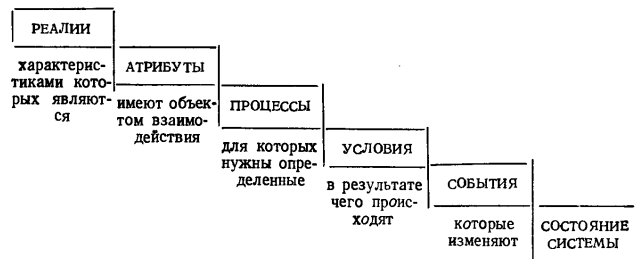 РЕАЛИИ
характерис-
тиками кото-
рых являют-
ся
АТРИБУТЫ
имеют объек-
том взаимо-
действия
ПРОЦЕССЫ
для которых
нужны опре-
деленные
УСЛОВИЯ
в результате
чего проис-
ходят
СОБЫТИЯ
которые
изменяют
СОСТОЯНИЕ
СИСТЕМЫ